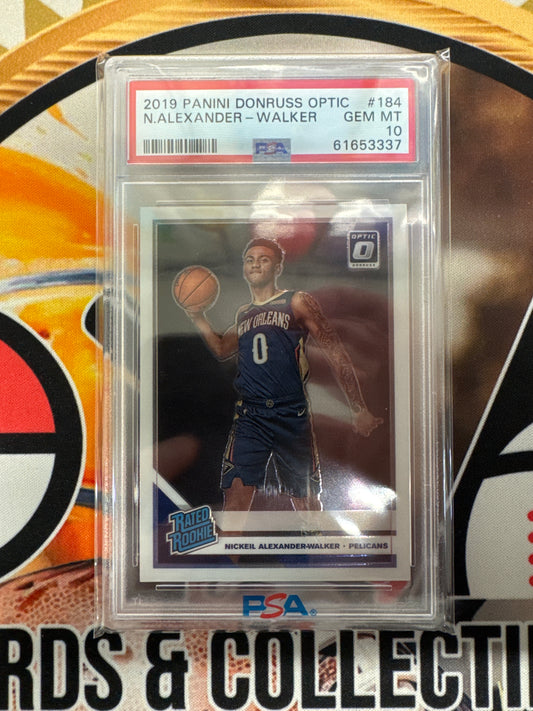 2019 PANINI DONRUSS OPTIC #184
N.ALEXANDER-WALKER GEM MT
10
PSA 61653337
OPTIC
DONRUSS
NEW ORLEANS
0
RATED
ROOKIE
NICKEIL ALEXANDER-WALKER • PELICANS
PSA®
RDS & COLLECTI